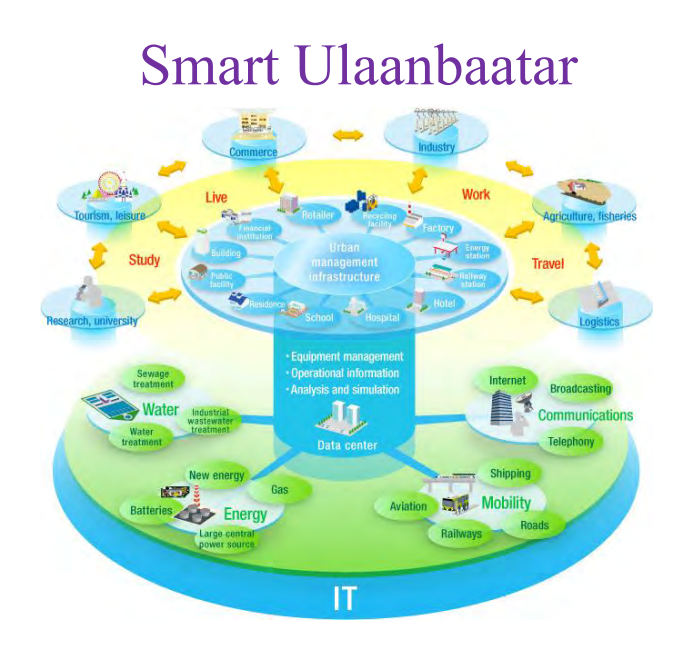 Smart Ulaanbaatar
Commerce
Industry
Tourism, leisure
Live
Work
Agriculture, fisheries
Retailer
Recycling
facility
Financial
institution
Factory
Urban
management
infrastructure
Building
Energy
station
Study
Travel
Public
facility
Railway
station
Residence
School
Hospital
Hotel
Research, university
Logistics
• Equipment management
• Operational information
• Analysis and simulation
Data center
Sewage
treatment
Water
Industrial
wastewater
treatment
Water
treatment
Internet
Broadcasting
Communications
Telephony
New energy
Gas
Batteries
Energy
Large central
power source
Shipping
Aviation
Mobility
Roads
Railways
IT